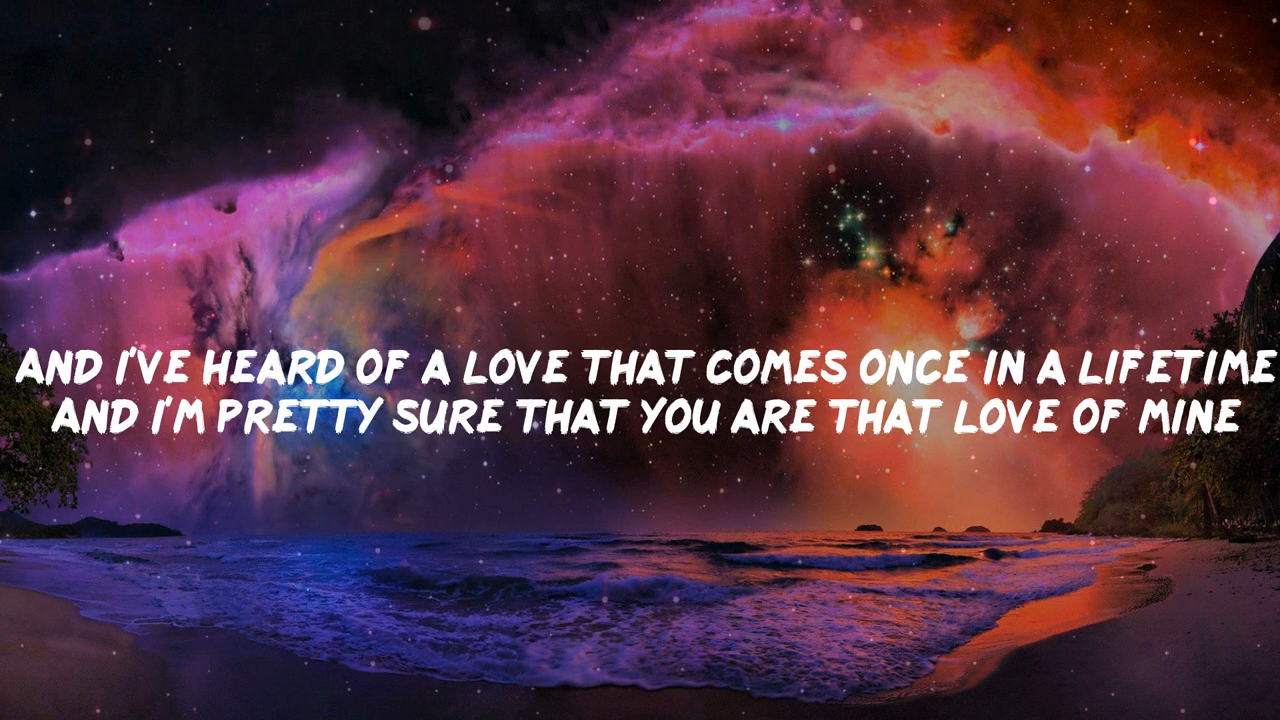 AND I'VE HEARD OF A LOVE THAT COMES ONCE IN A LIFETIME
AND I'M PRETTY SURE THAT YOU ARE THAT LOVE OF MINE